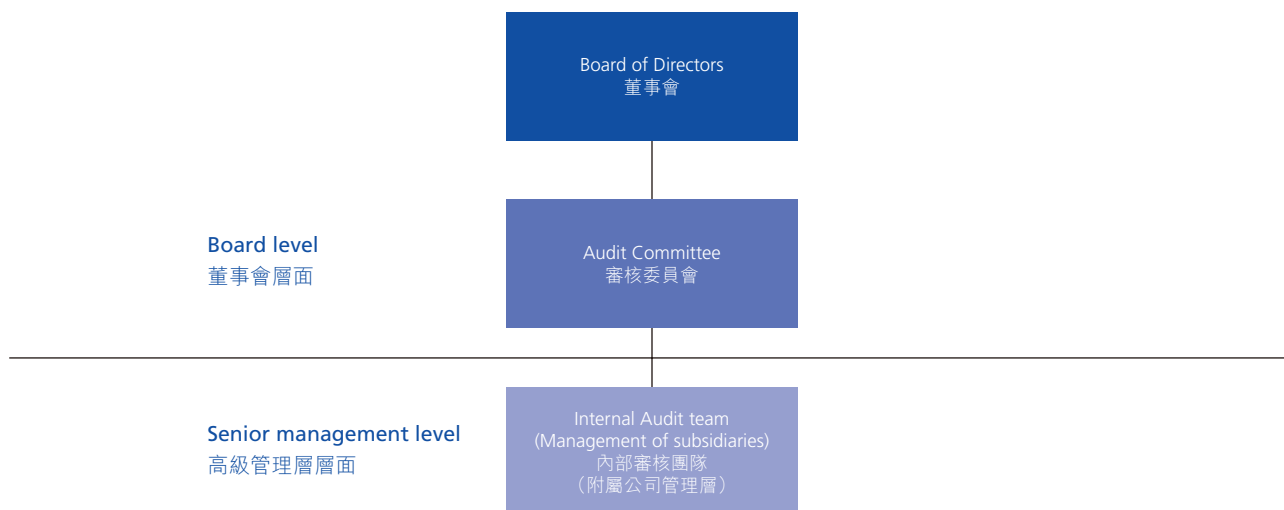 Board of Directors
董事會
Board level
董事會層面
Audit Committee
審核委員會
Senior management level
高級管理層層面
Internal Audit team
(Management of subsidiaries)
內部審核團隊
（附屬公司管理層）